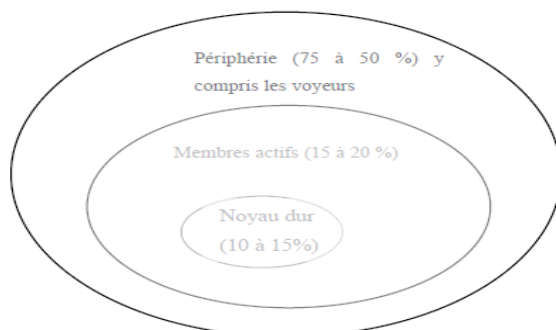 Périphérie (75 à 50 %) y
compris les voyeurs
Membres actifs (15 à 20 %)
Noyau dur
(10 à 15%)